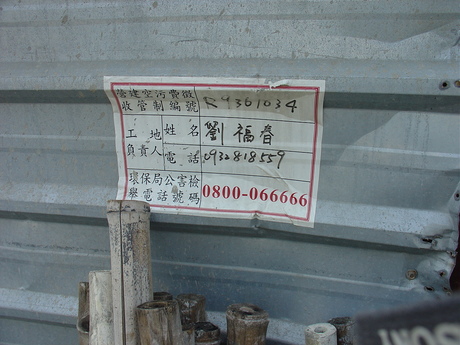 營建空污費徵
收管制編號
R9361034
工地
負責人
姓名
劉福春
電話
0932818559
環保局公害檢
舉電話號碼
0800-066666